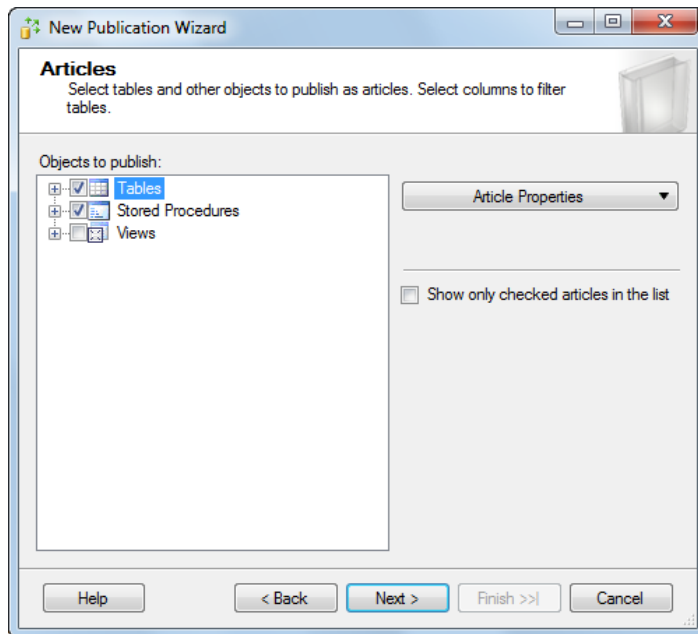 New Publication Wizard
Articles
Select tables and other objects to publish as articles. Select columns to filter
tables.
Objects to publish:
Tables
Stored Procedures
Views
Article Properties
Show only checked articles in the list
Help
< Back
Next >
Finish >>|
Cancel